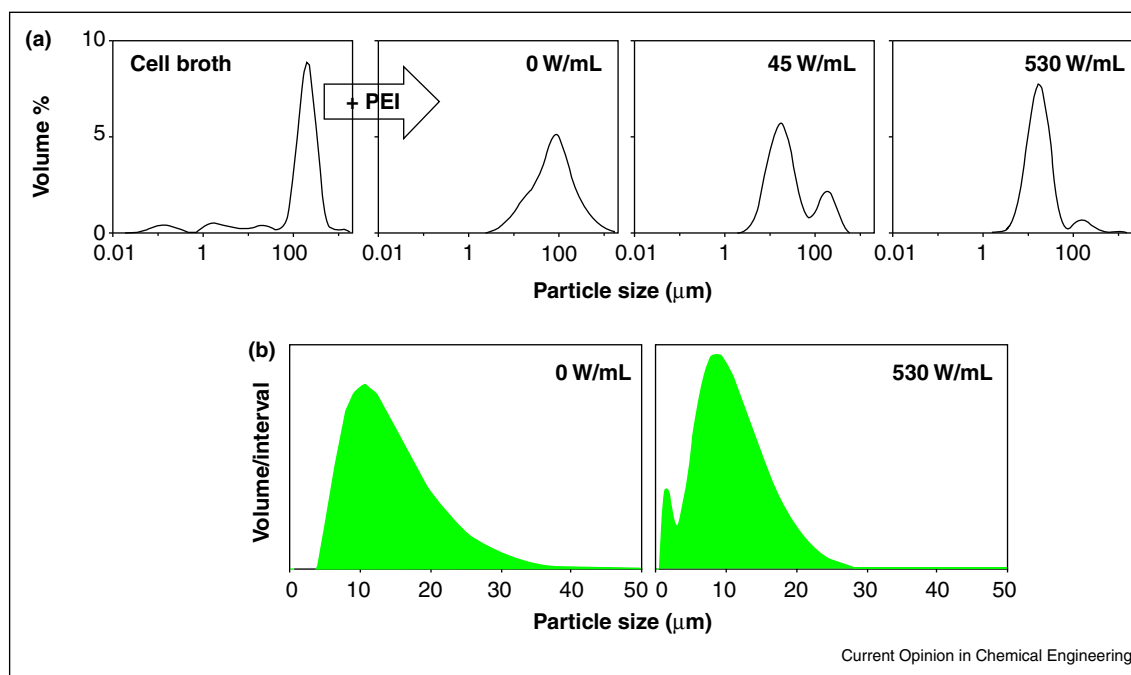 (a)
10
5
0
Volume %
Cell broth
+ PEI
0 W/mL
45 W/mL
530 W/mL
0.01 1 100 0.01 1 100 0.01 1 100 0.01 1 100
Particle size (μm)
(b)
Volume/interval
0 W/mL
530 W/mL
0 10 20 30 40 50 0 10 20 30 40 50
Particle size (μm)
Current Opinion in Chemical Engineering